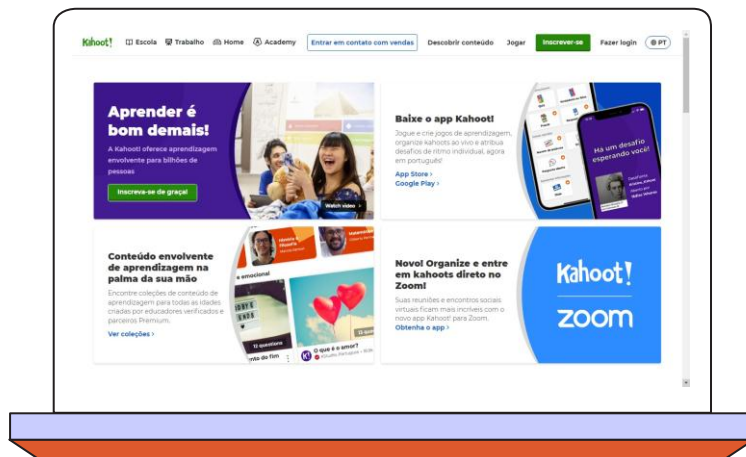 Kahoot!
Escola
Trabalho
Home
Academy
Entrar em contato com vendas
Descobrir conteúdo
Jogar
Inscrever-se
Fazer login
PT
Aprender é
bom demais!
A Kahoot! oferece aprendizagem
envolvente para bilhões de
pessoas
Inscreva-se de graça!
Watch video
Baixe o app Kahoot!
Jogue e crie jogos de aprendizagem,
organize kahoots ao vivo e atribua
desafios de ritmo individual, agora
em português!
App Store ›
Google Play ›
Há um desafio
esperando você!
Conteúdo envolvente
de aprendizagem na
palma da sua mão
Encontre coleções de conteúdo de
aprendizagem para todas as idades
criadas por educadores verificados e
parceiros Premium.
Ver coleções ›
e emocional
13 questions
nto do fim
O que é o amor?
Novo! Organize e entre
em kahoots direto no
Zoom!
Suas reuniões e encontros sociais
virtuais ficam mais incríveis com o
novo app Kahoot! para Zoom.
Obtenha o app ›
Kahoot!
zoom